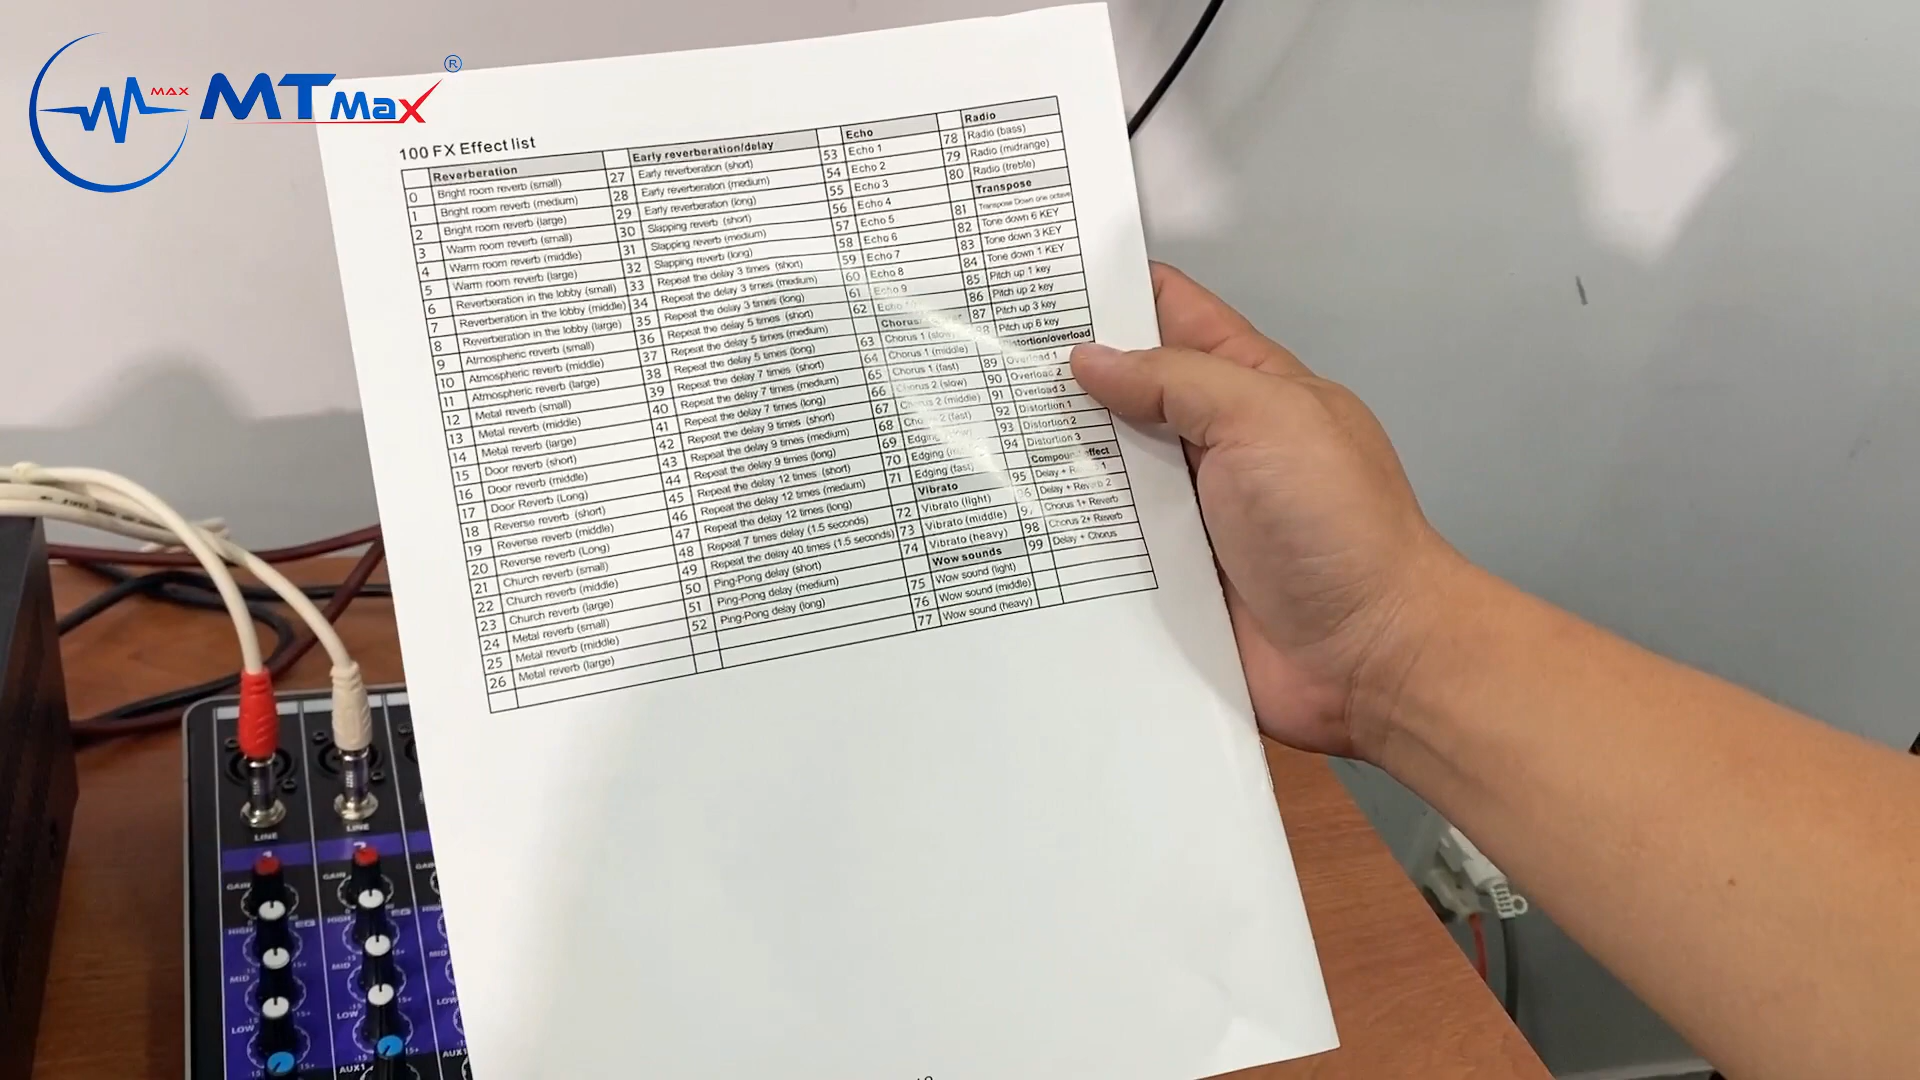 MAX
MTMax®
100 FX Effect list
Reverberation
0 Bright room reverb (small)
1 Bright room reverb (medium)
2 Bright room reverb (large)
3 Warm room reverb (small)
4 Warm room reverb (middle)
5 Warm room reverb (large)
6 Reverberation in the lobby (small)
7 Reverberation in the lobby (middle)
8 Reverberation in the lobby (large)
9 Atmospheric reverb (small)
10 Atmospheric reverb (middle)
11 Atmospheric reverb (large)
12 Metal reverb (small)
13 Metal reverb (middle)
14 Metal reverb (large)
15 Door reverb (short)
16 Door reverb (middle)
17 Door Reverb (Long)
18 Reverse reverb (short)
19 Reverse reverb (middle)
20 Reverse reverb (Long)
21 Church reverb (small)
22 Church reverb (middle)
23 Church reverb (large)
24 Metal reverb (small)
25 Metal reverb (middle)
26 Metal reverb (large)
Early reverberation/delay
27 Early reverberation (short)
28 Early reverberation (medium)
29 Early reverberation (long)
30 Slapping reverb (short)
31 Slapping reverb (medium)
32 Slapping reverb (long)
33 Repeat the delay 3 times (short)
34 Repeat the delay 3 times (medium)
35 Repeat the delay 3 times (long)
36 Repeat the delay 5 times (short)
37 Repeat the delay 5 times (medium)
38 Repeat the delay 5 times (long)
39 Repeat the delay 7 times (short)
40 Repeat the delay 7 times (medium)
41 Repeat the delay 7 times (long)
42 Repeat the delay 9 times (short)
43 Repeat the delay 9 times (medium)
44 Repeat the delay 9 times (long)
45 Repeat the delay 12 times (short)
46 Repeat the delay 12 times (medium)
47 Repeat the delay 12 times (long)
48 Repeat 7 times delay (1.5 seconds)
49 Repeat the delay 40 times (1.5 seconds)
50 Ping-Pong delay (short)
51 Ping-Pong delay (medium)
52 Ping-Pong delay (long)
Echo
53 Echo 1
54 Echo 2
55 Echo 3
56 Echo 4
57 Echo 5
58 Echo 6
59 Echo 7
60 Echo 8
61 Echo 9
62 Echo
63 Chorus 1 (slow)
64 Chorus 1 (middle)
65 Chorus 1 (fast)
66 Chorus 2 (slow)
67 Chorus 2 (middle)
68 2 (fast)
69 Edging
70 Edging
71 Edging (fast)
Vibrato
72 Vibrato (light)
73 Vibrato (middle)
74 Vibrato (heavy)
Wow sounds
75 Wow sound (light)
76 Wow sound (middle)
77 Wow sound (heavy)
Radio
78 Radio (bass)
79 Radio (midrange)
80 Radio (treble)
Transpose
81 Transpose Down one octave
82 Tone down 6 KEY
83 Tone down 3 KEY
84 Tone down 1 KEY
85 Pitch up 1 key
86 Pitch up 2 key
87 Pitch up 3 key
88 Pitch up 6 key
89 Overload 1
90 Overload 2
91 Overload 3
92 Distortion 1
93 Distortion 2
94 Distortion 3
Compound effect
95 Delay + 1
96 Delay + Reverb 2
Chorus 1+ Reverb
98 Chorus 2+ Reverb
99 Delay + Chorus
LINE LINE
1 2
GAIN GAIN
HIGH EQ HIGH EQ
MID MID MID
LOW LOW LOW
AUX1 AUX1